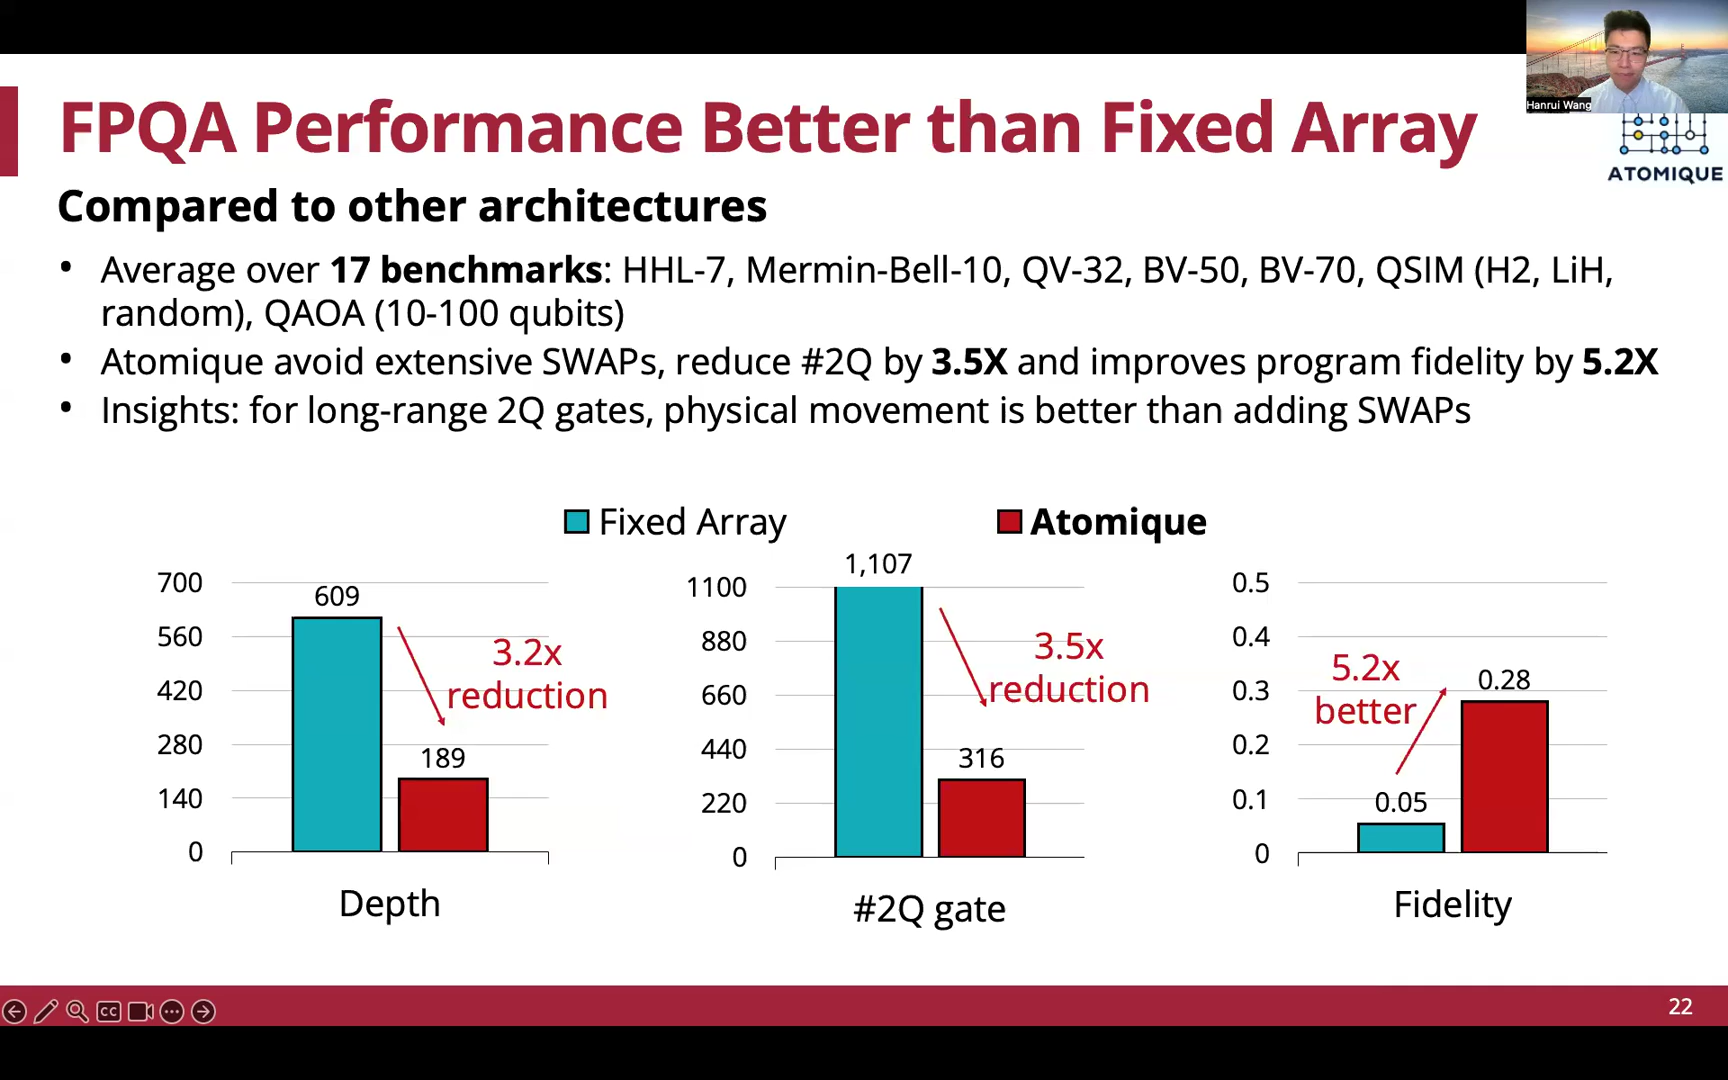 Hanrui Wang
ATOMIQUE
FPQA Performance Better than Fixed Array
Compared to other architectures
• Average over 17 benchmarks: HHL-7, Mermin-Bell-10, QV-32, BV-50, BV-70, QSIM (H2, LiH,
random), QAOA (10-100 qubits)
• Atomique avoid extensive SWAPs, reduce #2Q by 3.5X and improves program fidelity by 5.2X
• Insights: for long-range 2Q gates, physical movement is better than adding SWAPs
Fixed Array
Atomique
700
560
420
280
140
0
609
189
3.2x
reduction
Depth
1100
880
660
440
220
0
1,107
316
3.5x
reduction
#2Q gate
0.5
0.4
0.3
0.2
0.1
0
0.05
0.28
5.2x
better
Fidelity
CC
22